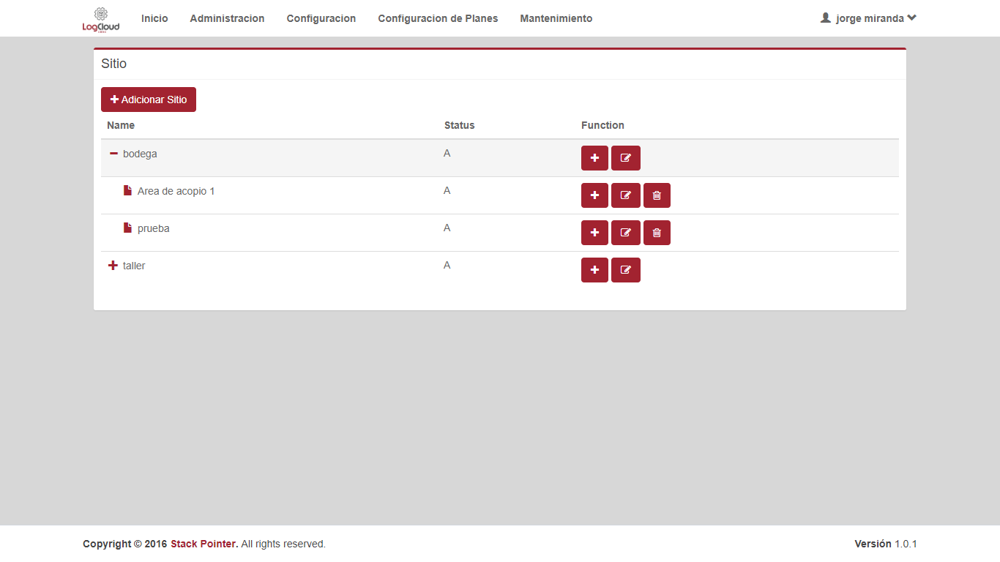 LogCloud
Inicio Administracion Configuracion Configuracion de Planes Mantenimiento jorge miranda
Sitio
Adicionar Sitio
Name Status Function
bodega A
Area de acopio 1 A
prueba A
taller A
Copyright © 2016 Stack Pointer. All rights reserved. Versión 1.0.1